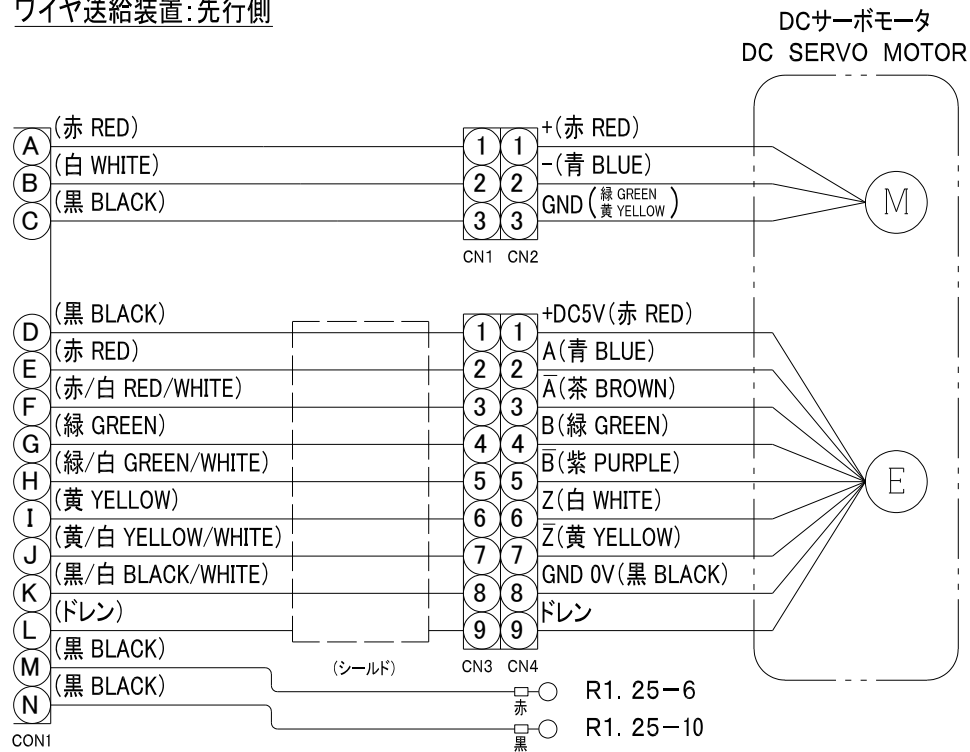 ワイヤ送給装置:先行側
DCサーボモータ
DC SERVO MOTOR
A (赤 RED) 1 1 +(赤 RED)
B (白 WHITE) 2 2 -(青 BLUE)
C (黒 BLACK) 3 3 GND(緑 GREEN 黄 YELLOW)
M
CN1 CN2
D (黒 BLACK) 1 1 +DC5V(赤 RED)
E (赤 RED) 2 2 A(青 BLUE)
F (赤/白 RED/WHITE) 3 3 A̅(茶 BROWN)
G (緑 GREEN) 4 4 B(緑 GREEN)
H (緑/白 GREEN/WHITE) 5 5 B̅(紫 PURPLE)
E
I (黄 YELLOW) 6 6 Z(白 WHITE)
J (黄/白 YELLOW/WHITE) 7 7 Z̅(黄 YELLOW)
K (黒/白 BLACK/WHITE) 8 8 GND 0V(黒 BLACK)
L (ドレン) 9 9 ドレン
(シールド) CN3 CN4
M (黒 BLACK) 赤 R1.25-6
N (黒 BLACK) 黒 R1.25-10
CON1